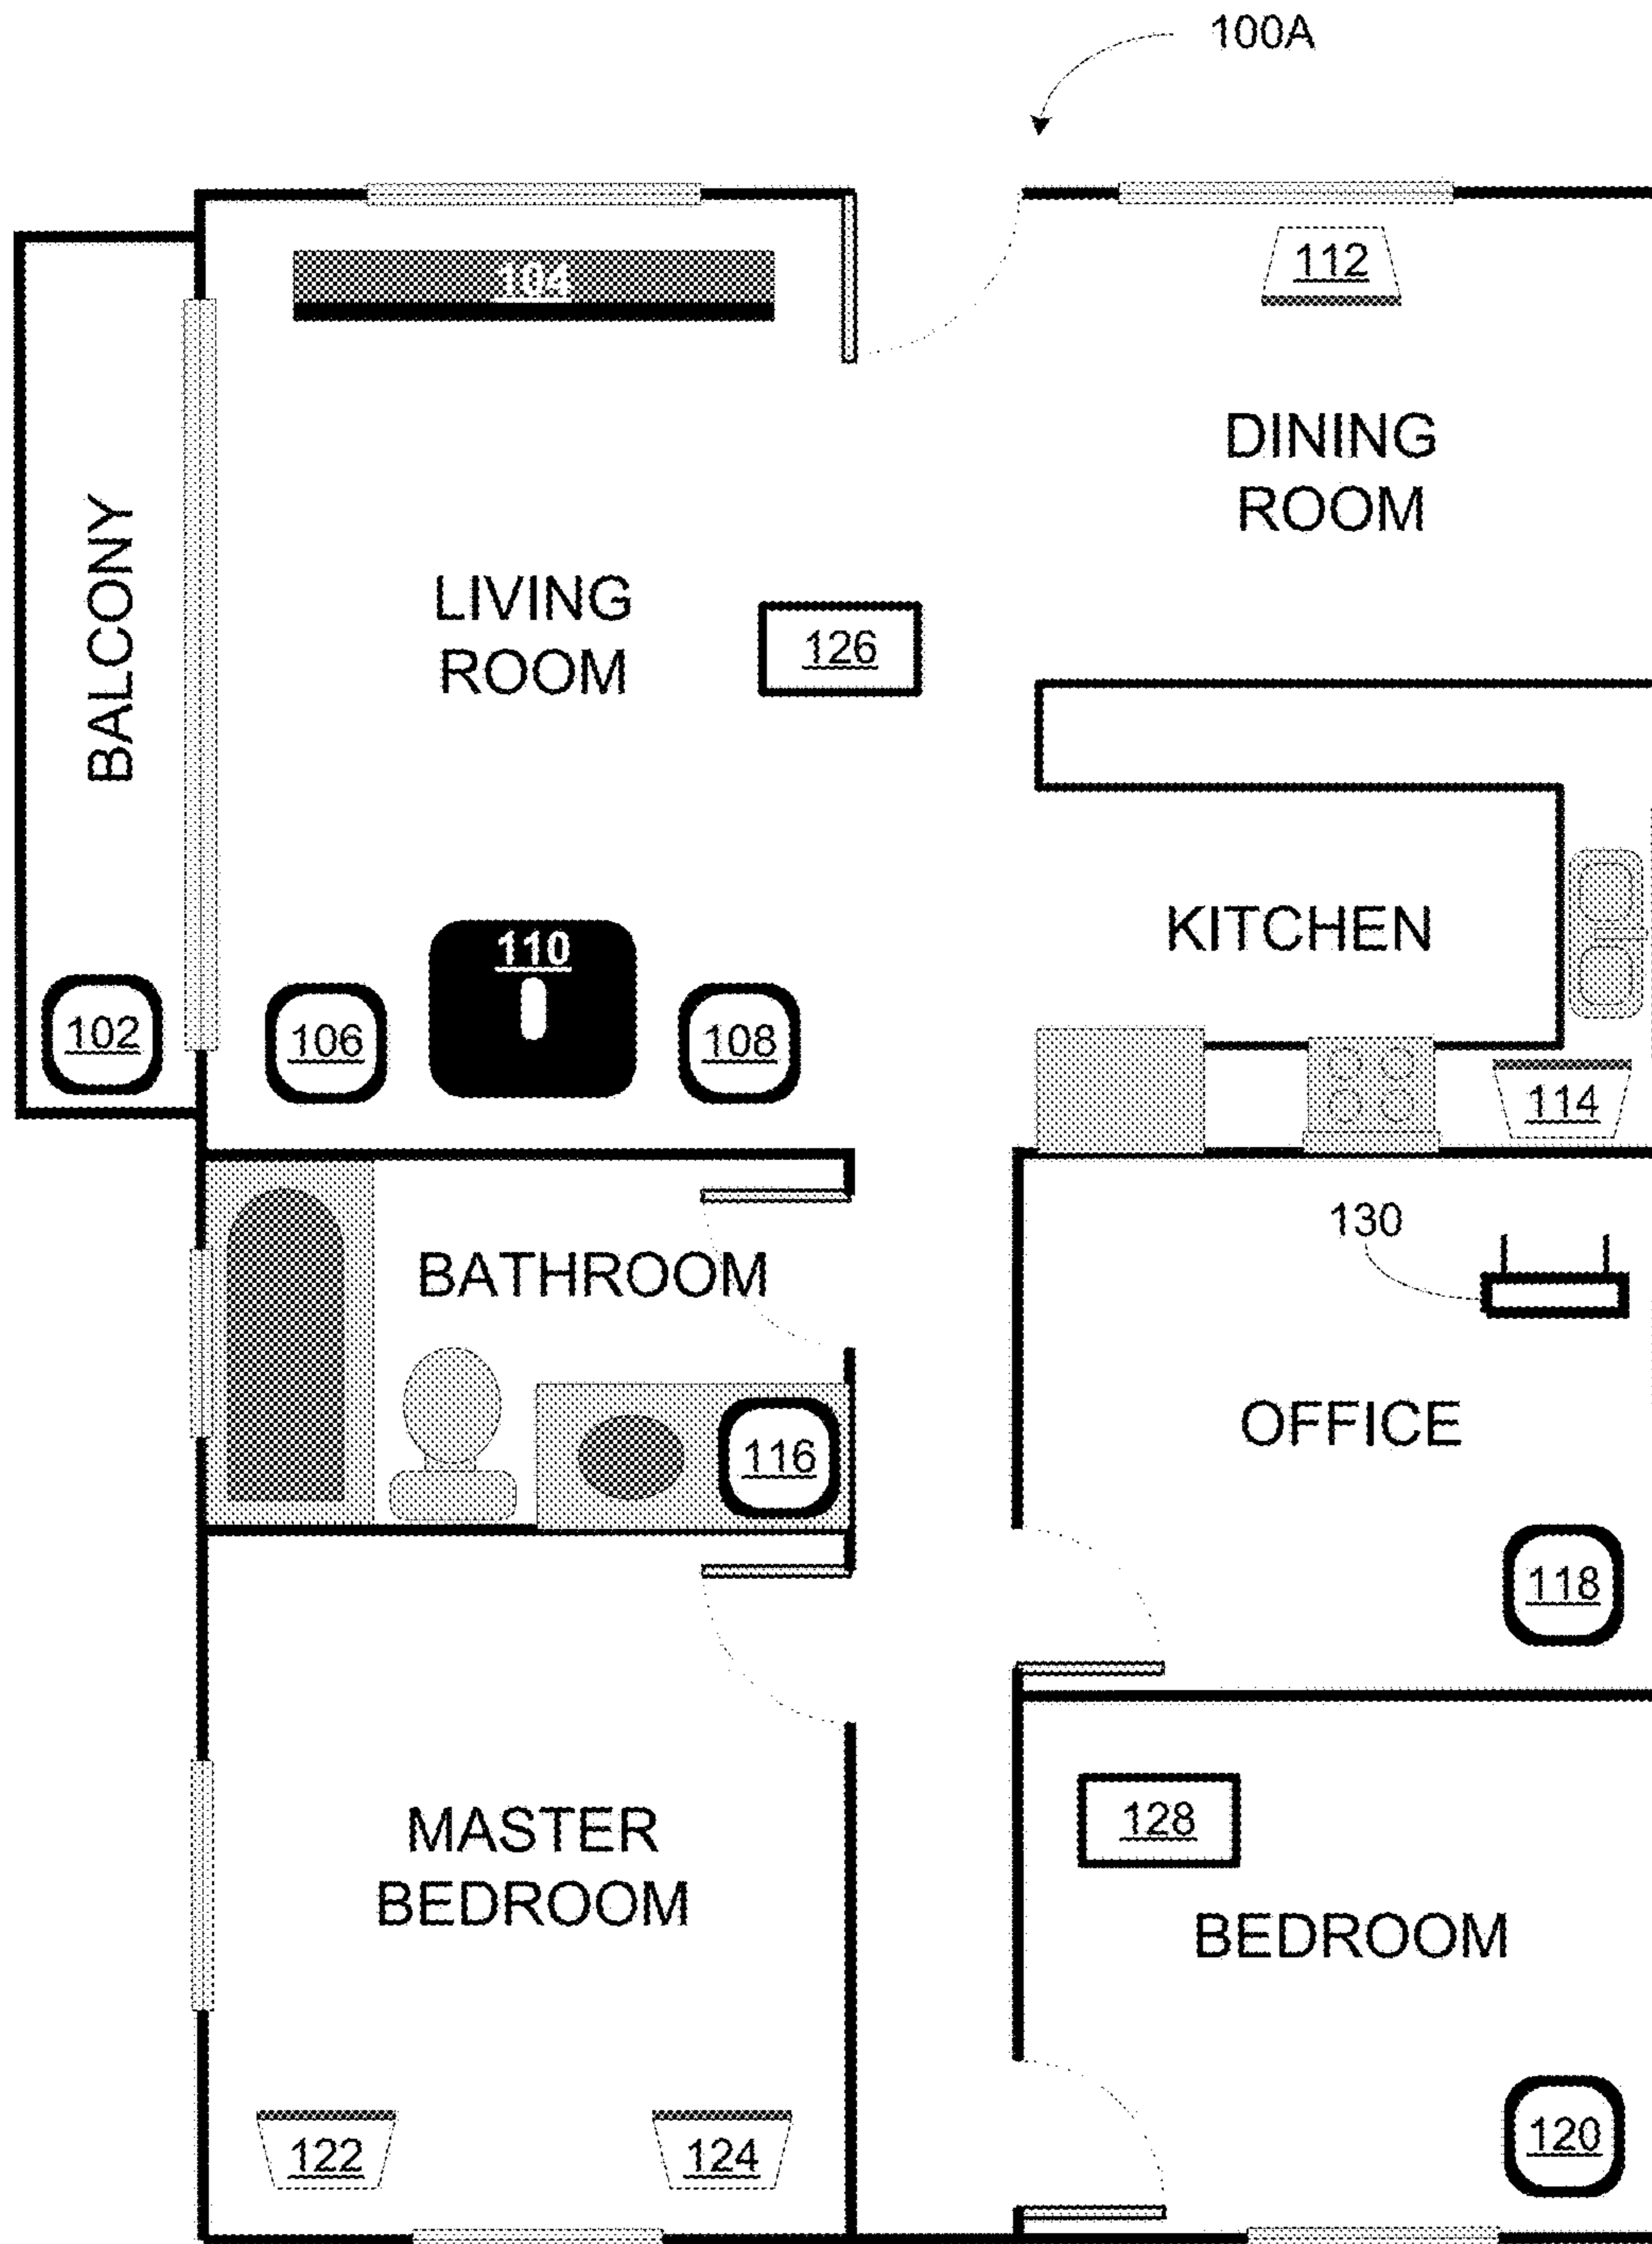 100A
104
112
DINING
ROOM
BALCONY
LIVING
ROOM
126
KITCHEN
110
102
106
108
114
130
BATHROOM
OFFICE
116
118
MASTER
BEDROOM
128
BEDROOM
122
124
120